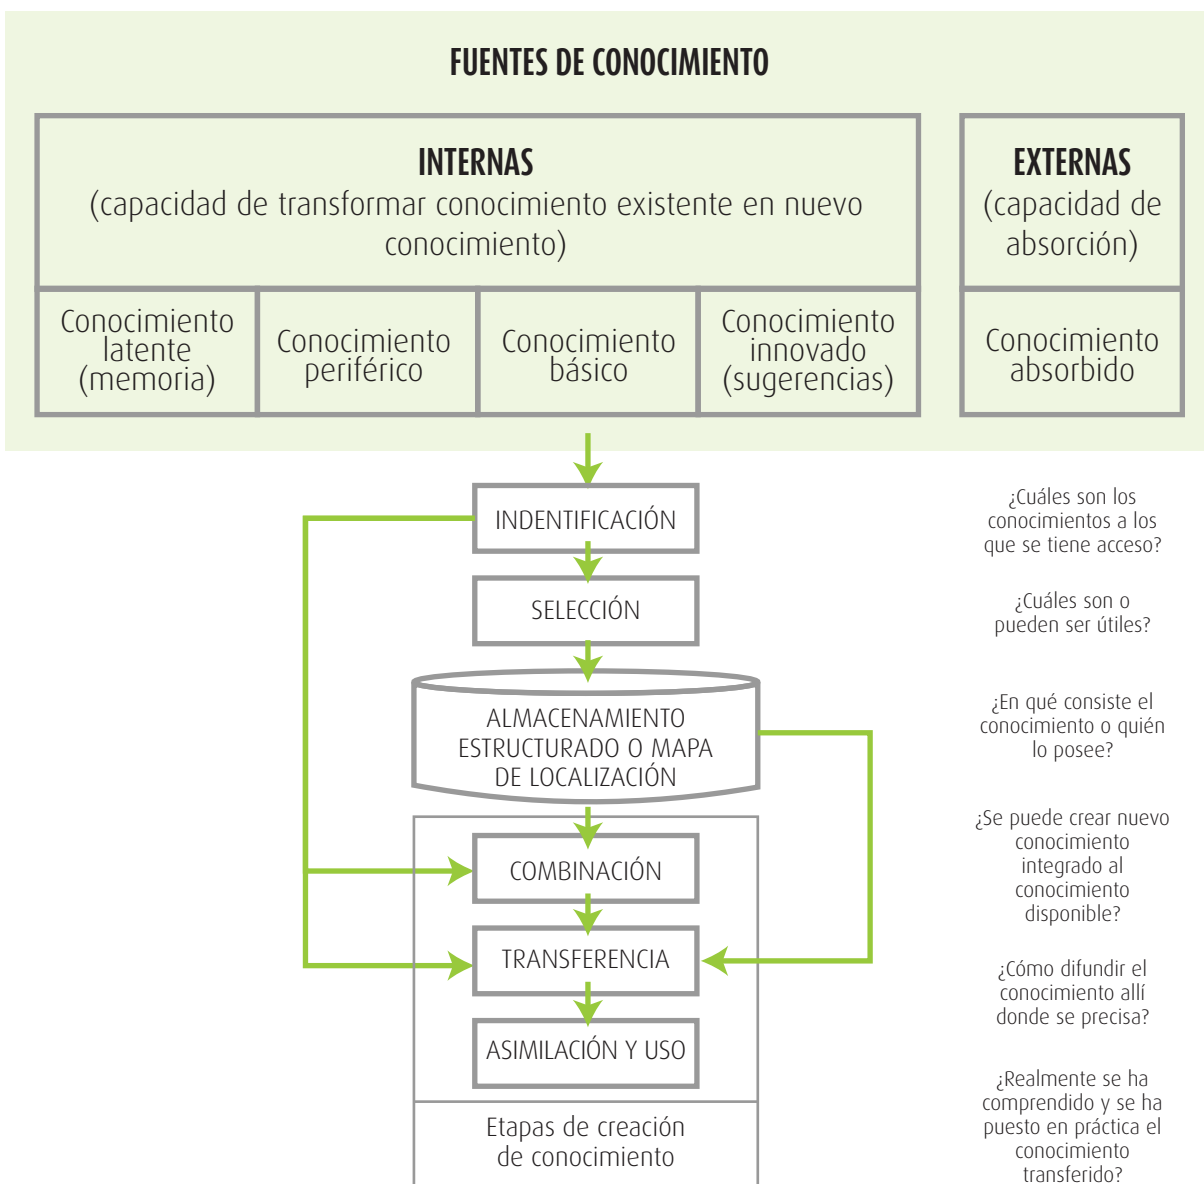 FUENTES DE CONOCIMIENTO
INTERNAS
(capacidad de transformar conocimiento existente en nuevo
conocimiento)
EXTERNAS
(capacidad de
absorción)
Conocimiento
latente
(memoria)
Conocimiento
periférico
Conocimiento
básico
Conocimiento
innovado
(sugerencias)
Conocimiento
absorbido
INDENTIFICACIÓN
¿Cuáles son los
conocimientos a los
que se tiene acceso?
SELECCIÓN
¿Cuáles son o
pueden ser útiles?
ALMACENAMIENTO
ESTRUCTURADO O MAPA
DE LOCALIZACIÓN
¿En qué consiste el
conocimiento o quién
lo posee?
COMBINACIÓN
¿Se puede crear nuevo
conocimiento
integrado al
conocimiento
disponible?
TRANSFERENCIA
¿Cómo difundir el
conocimiento allí
donde se precisa?
ASIMILACIÓN Y USO
¿Realmente se ha
comprendido y se ha
puesto en práctica el
conocimiento
transferido?
Etapas de creación
de conocimiento